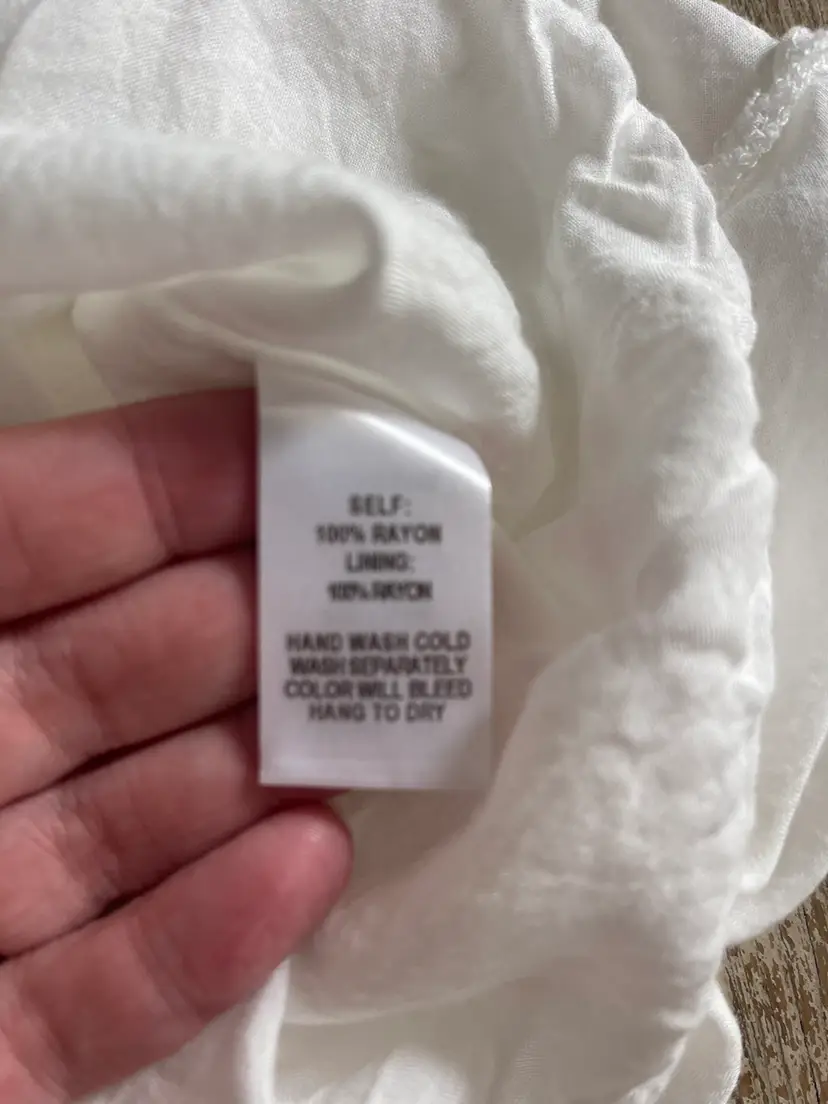 SELF:
100% RAYON
LINING:
100% RAYON
HAND WASH COLD
WASH SEPARATELY
COLOR WILL BLEED
HANG TO DRY